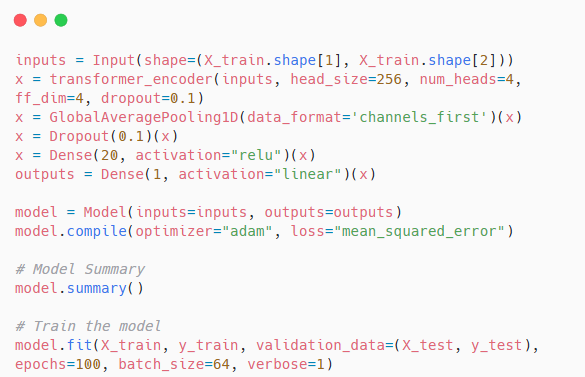 inputs = Input(shape=(X_train.shape[1], X_train.shape[2]))
x = transformer_encoder(inputs, head_size=256, num_heads=4,
ff_dim=4, dropout=0.1)
x = GlobalAveragePooling1D(data_format='channels_first')(x)
x = Dropout(0.1)(x)
x = Dense(20, activation="relu")(x)
outputs = Dense(1, activation="linear")(x)

model = Model(inputs=inputs, outputs=outputs)
model.compile(optimizer="adam", loss="mean_squared_error")

# Model Summary
model.summary()

# Train the model
model.fit(X_train, y_train, validation_data=(X_test, y_test),
epochs=100, batch_size=64, verbose=1)